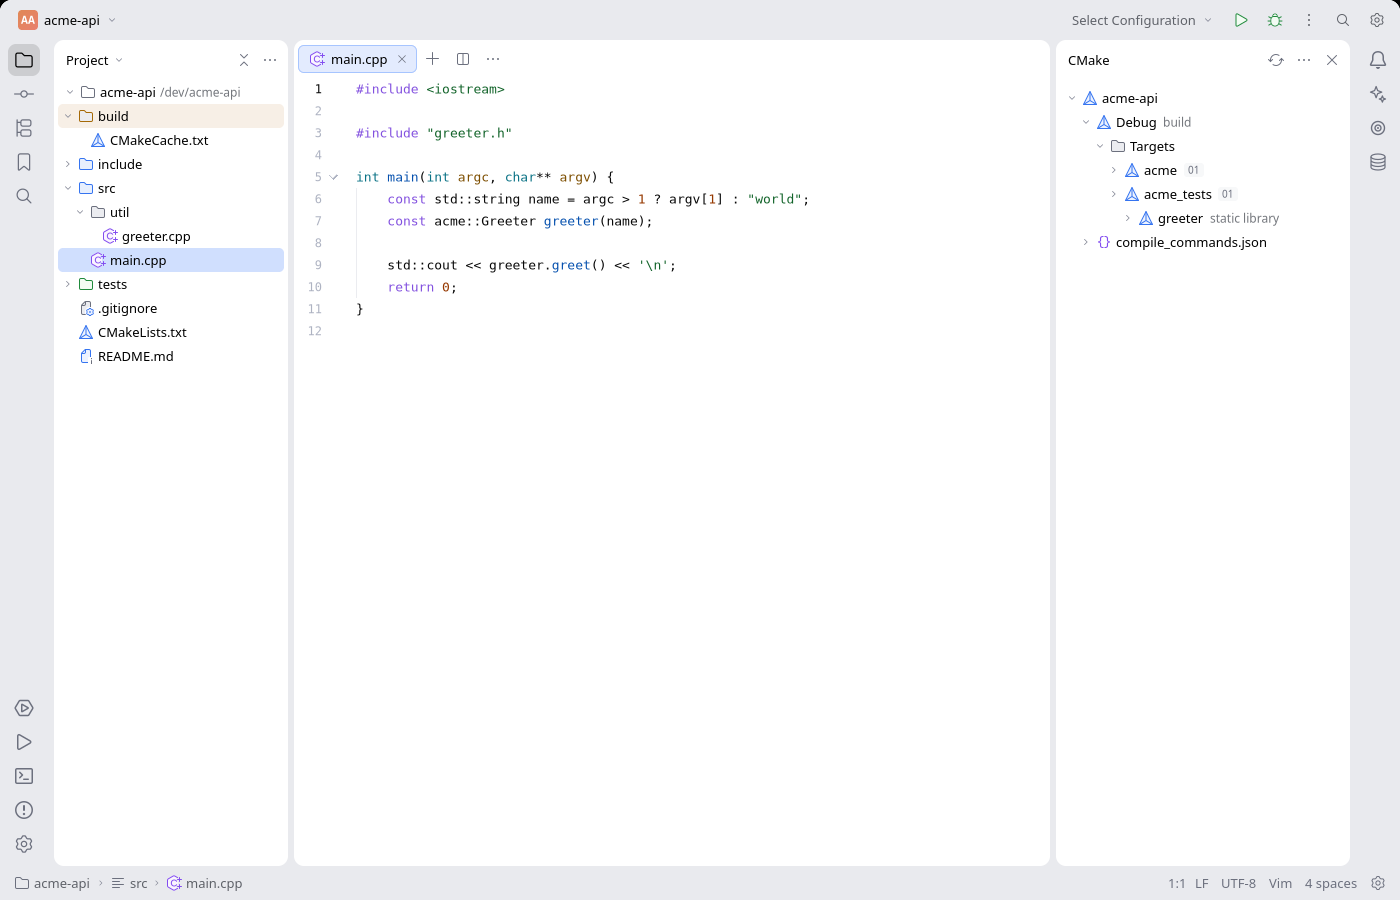 AA acme-api
Select Configuration
Project
acme-api /dev/acme-api
build
CMakeCache.txt
include
src
util
greeter.cpp
main.cpp
tests
.gitignore
CMakeLists.txt
README.md
main.cpp
1 #include <iostream>
2
3 #include "greeter.h"
4
5 int main(int argc, char** argv) {
6 const std::string name = argc > 1 ? argv[1] : "world";
7 const acme::Greeter greeter(name);
8
9 std::cout << greeter.greet() << '\n';
10 return 0;
11 }
12
CMake
acme-api
Debug build
Targets
acme 01
acme_tests 01
greeter static library
{} compile_commands.json
acme-api
src
main.cpp
1:1 LF UTF-8 Vim 4 spaces